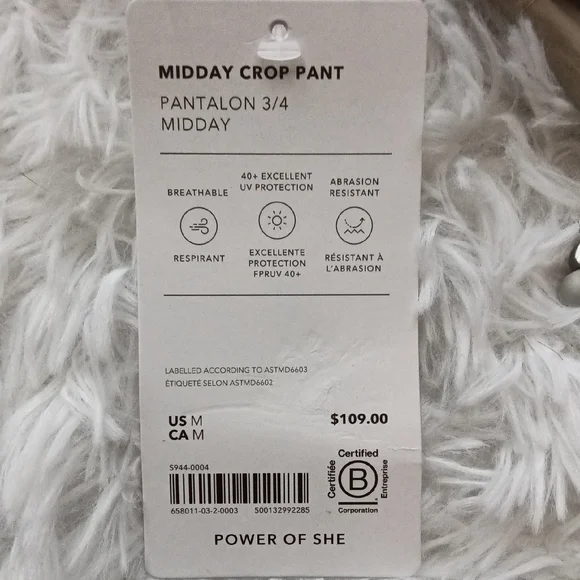 MIDDAY CROP PANT
PANTALON 3/4
MIDDAY
BREATHABLE
RESPIRANT
40+ EXCELLENT
UV PROTECTION
EXCELLENTE
PROTECTION
FPRUV 40+
ABRASION
RESISTANT
RÉSISTANT À
L'ABRASION
LABELLED ACCORDING TO ASTMD6603
ÉTIQUETÉ SELON ASTMD6602
US M
CA M
$109.00
S944-0004
658011-03-2-0003 500132992285
Certified
Certifiée
B
Entreprise
Corporation
POWER OF SHE